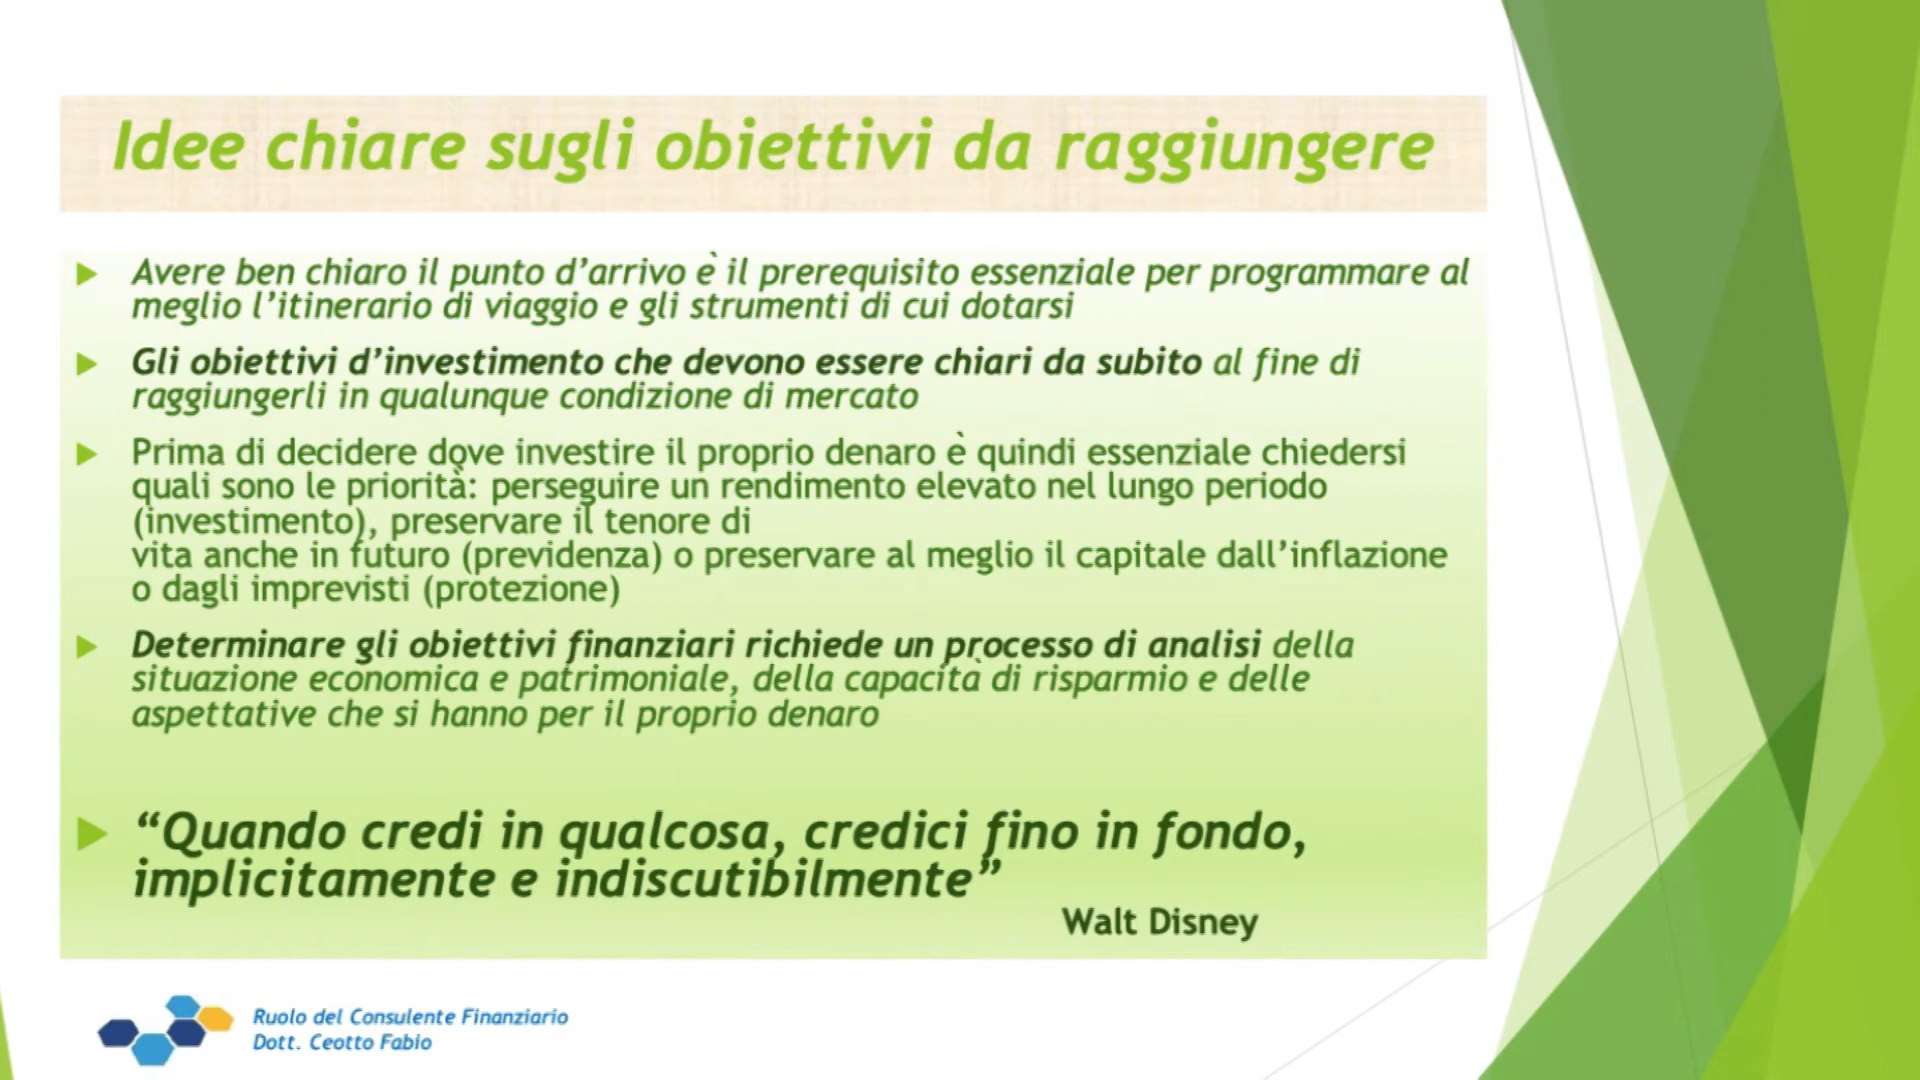 Idee chiare sugli obiettivi da raggiungere
Avere ben chiaro il punto d’arrivo è il prerequisito essenziale per programmare al
meglio l’itinerario di viaggio e gli strumenti di cui dotarsi
Gli obiettivi d’investimento che devono essere chiari da subito al fine di
raggiungerli in qualunque condizione di mercato
Prima di decidere dove investire il proprio denaro è quindi essenziale chiedersi
quali sono le priorità: perseguire un rendimento elevato nel lungo periodo
(investimento), preservare il tenore di
vita anche in futuro (previdenza) o preservare al meglio il capitale dall’inflazione
o dagli imprevisti (protezione)
Determinare gli obiettivi finanziari richiede un processo di analisi della
situazione economica e patrimoniale, della capacità di risparmio e delle
aspettative che si hanno per il proprio denaro
“Quando credi in qualcosa, credici fino in fondo,
implicitamente e indiscutibilmente”
Walt Disney
Ruolo del Consulente Finanziario
Dott. Ceotto Fabio